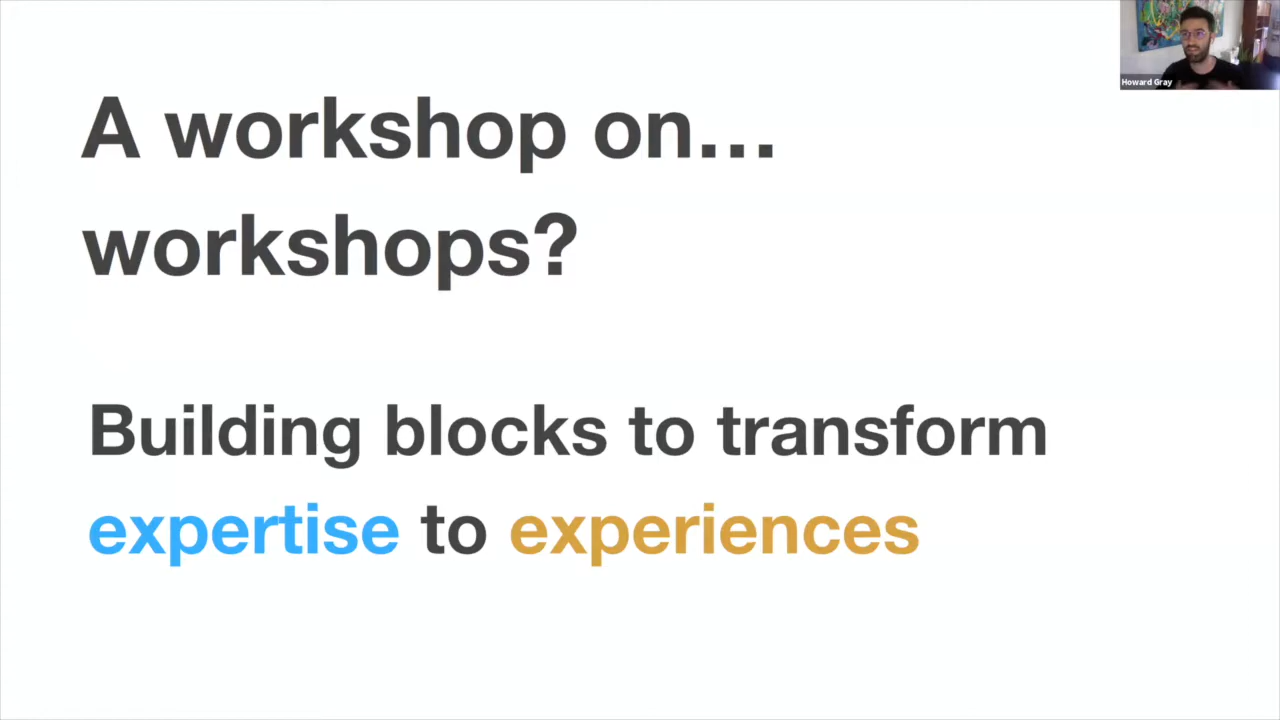 A workshop on…
workshops?
Building blocks to transform
expertise to experiences
Howard Gray